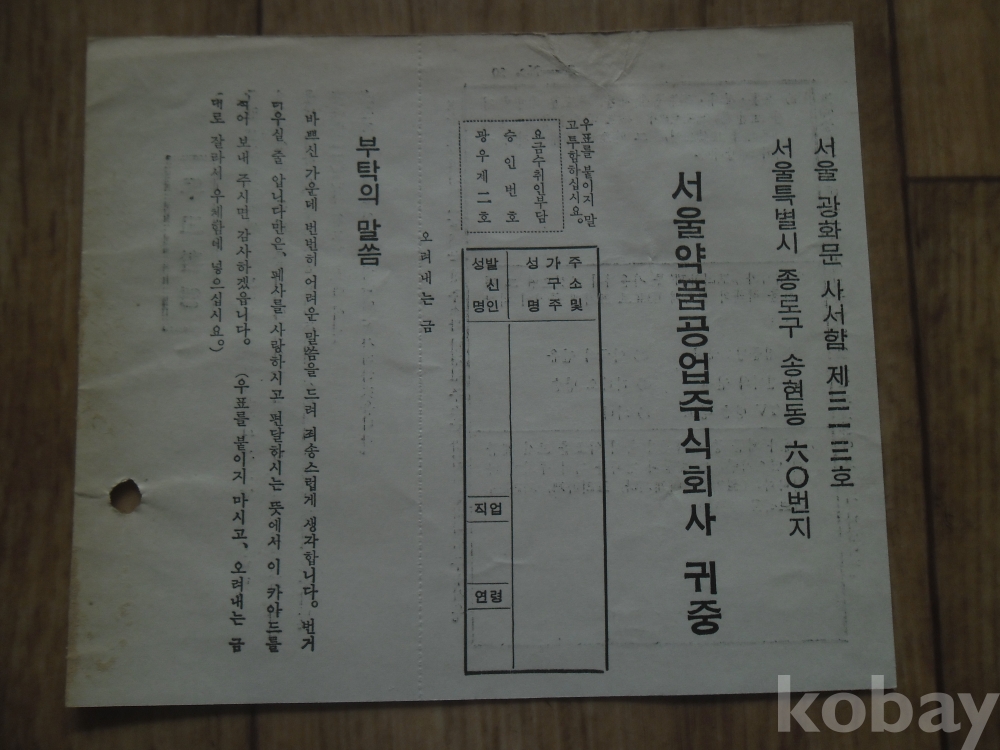 서울 광화문 사서함 제三一三호
서울특별시 종로구 송현동 六〇번지
서울약품공업주식회사 귀중
우표를 붙이지 말
고 투함하십시요。
요금수취인부담
승인번호
광우제二호
주소및
가구주
성명
발신인
성명
직업
연령
오려내는금
부탁의 말씀
바쁘신 가운데 번번히 어려운 말씀을 드려 죄송스럽게 생각합니다。 번거
러우실 줄 압니다만은、 폐사를 사랑하시고 편달하시는 뜻에서 이 카아드를
적어 보내 주시면 감사하겠읍니다。 (우표를 붙이지 마시고、 오려내는 금
대로 잘라서 우체함에 넣으십시요。)
kobay